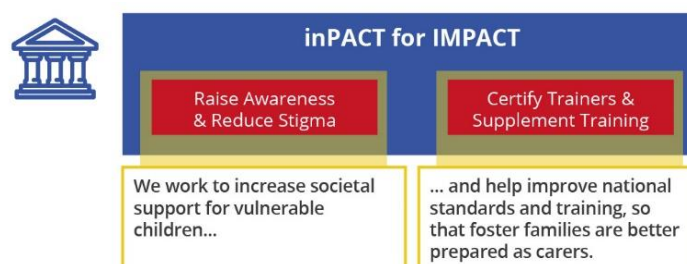 inPACT for IMPACT
Raise Awareness
& Reduce Stigma
Certify Trainers &
Supplement Training
We work to increase societal
support for vulnerable
children...
... and help improve national
standards and training, so
that foster families are better
prepared as carers.